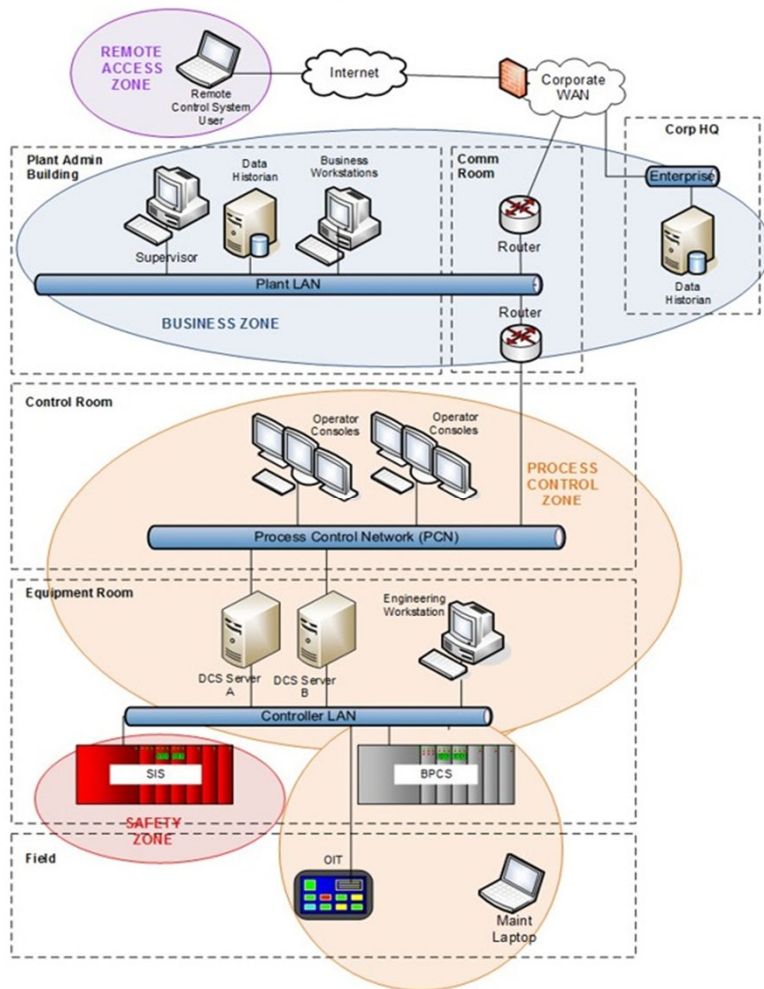 REMOTE
ACCESS
ZONE
Remote
Control System
User
Internet
Corporate
WAN
Corp HQ
Enterprise
Data
Historian
Plant Admin
Building
Data
Historian
Business
Workstations
Supervisor
Comm
Room
Router
Plant LAN
Router
BUSINESS ZONE
Control Room
Operator
Consoles
Operator
Consoles
PROCESS
CONTROL
ZONE
Process Control Network (PCN)
Equipment Room
Engineering
Workstation
DCS Server
A
DCS Server
B
Controller LAN
SIS
BPCS
SAFETY
ZONE
Field
OIT
Maint
Laptop